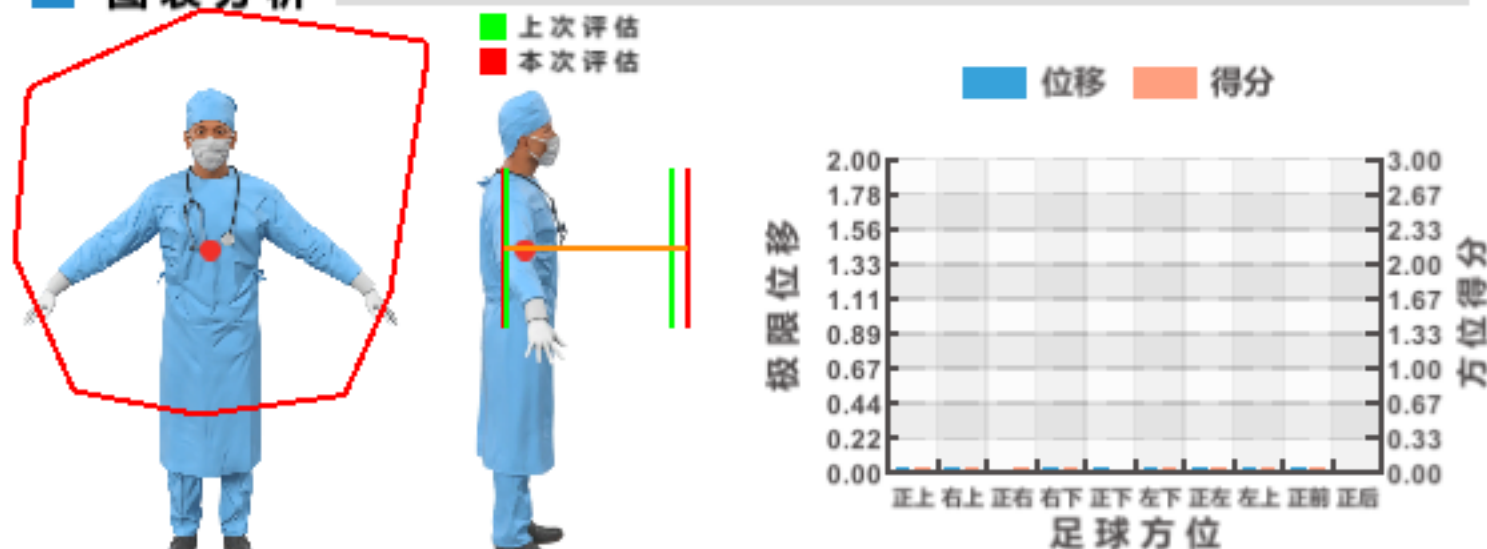 图表分析
上次评估
本次评估
位移 得分
2.00 3.00
1.78 2.67
1.56 2.33
1.33 2.00
1.11 1.67
0.89 1.33
0.67 1.00
0.44 0.67
0.22 0.33
0.00 0.00
极限位移
方位得分
正上 右上 正右 右下 正下 左下 正左 左上 正前 正后
足球方位